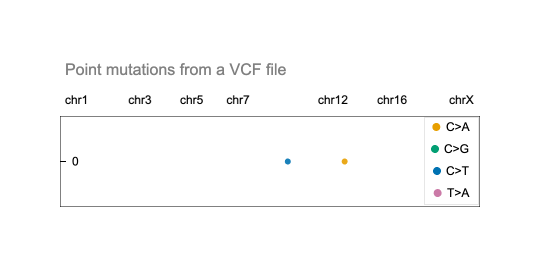 Point mutations from a VCF file
chr1 chr3 chr5 chr7 chr12 chr16 chrX
C>A
C>G
0
C>T
T>A